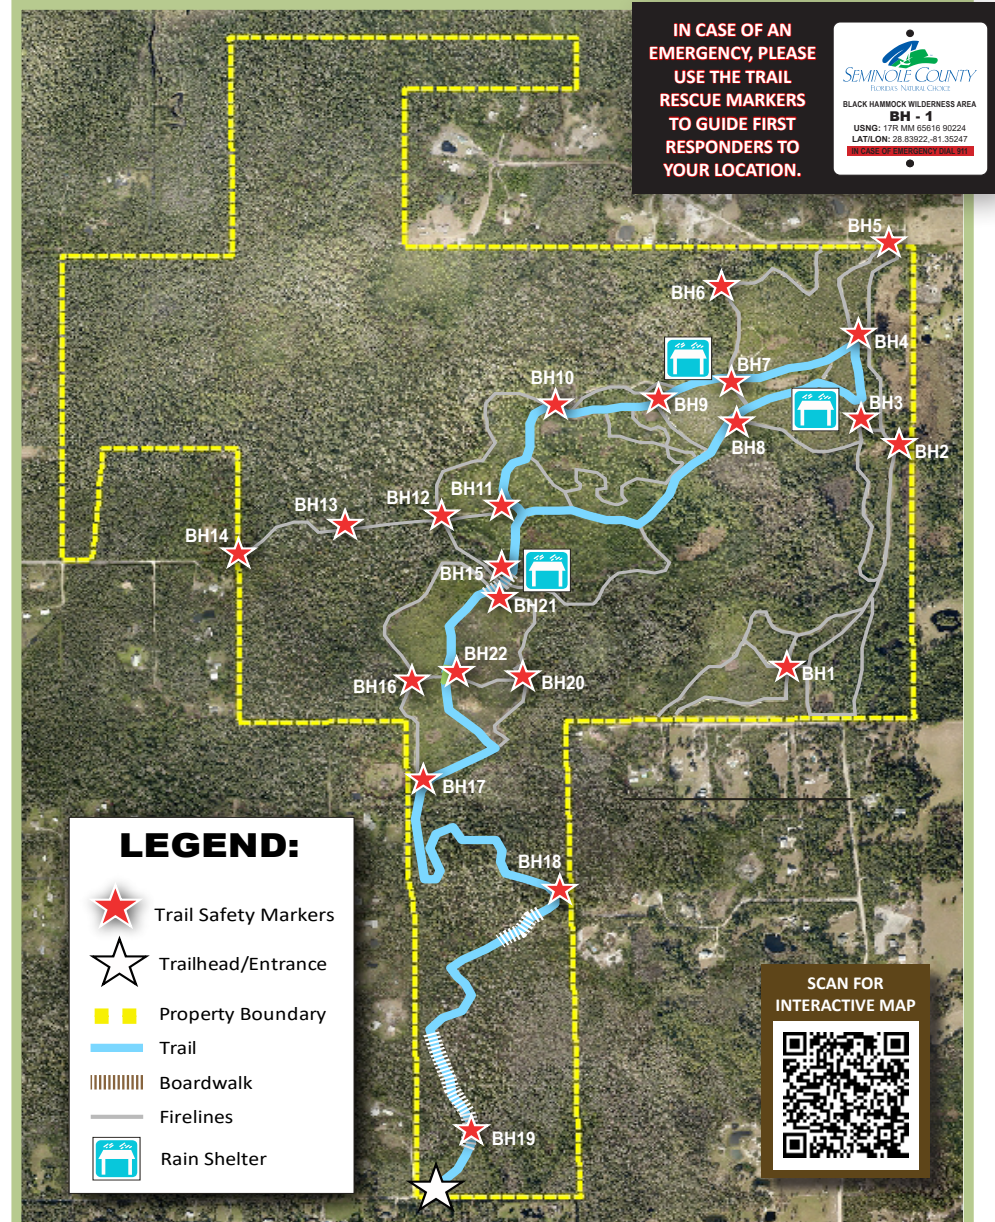 IN CASE OF AN
EMERGENCY, PLEASE
USE THE TRAIL
RESCUE MARKERS
TO GUIDE FIRST
RESPONDERS TO
YOUR LOCATION.
SEMINOLE COUNTY
FLORIDA'S NATURAL CHOICE
BLACK HAMMOCK WILDERNESS AREA
BH - 1
USNG: 17R MM 65616 90224
LAT/LON: 28.83922,-81.35247
IN CASE OF EMERGENCY DIAL 911
BH5
BH6
BH4
BH7
BH10
BH9
BH3
BH8
BH2
BH11
BH12
BH13
BH14
BH15
BH21
BH22
BH16
BH20
BH1
BH17
BH18
BH19
LEGEND:
Trail Safety Markers
Trailhead/Entrance
Property Boundary
Trail
Boardwalk
Firelines
Rain Shelter
SCAN FOR
INTERACTIVE MAP